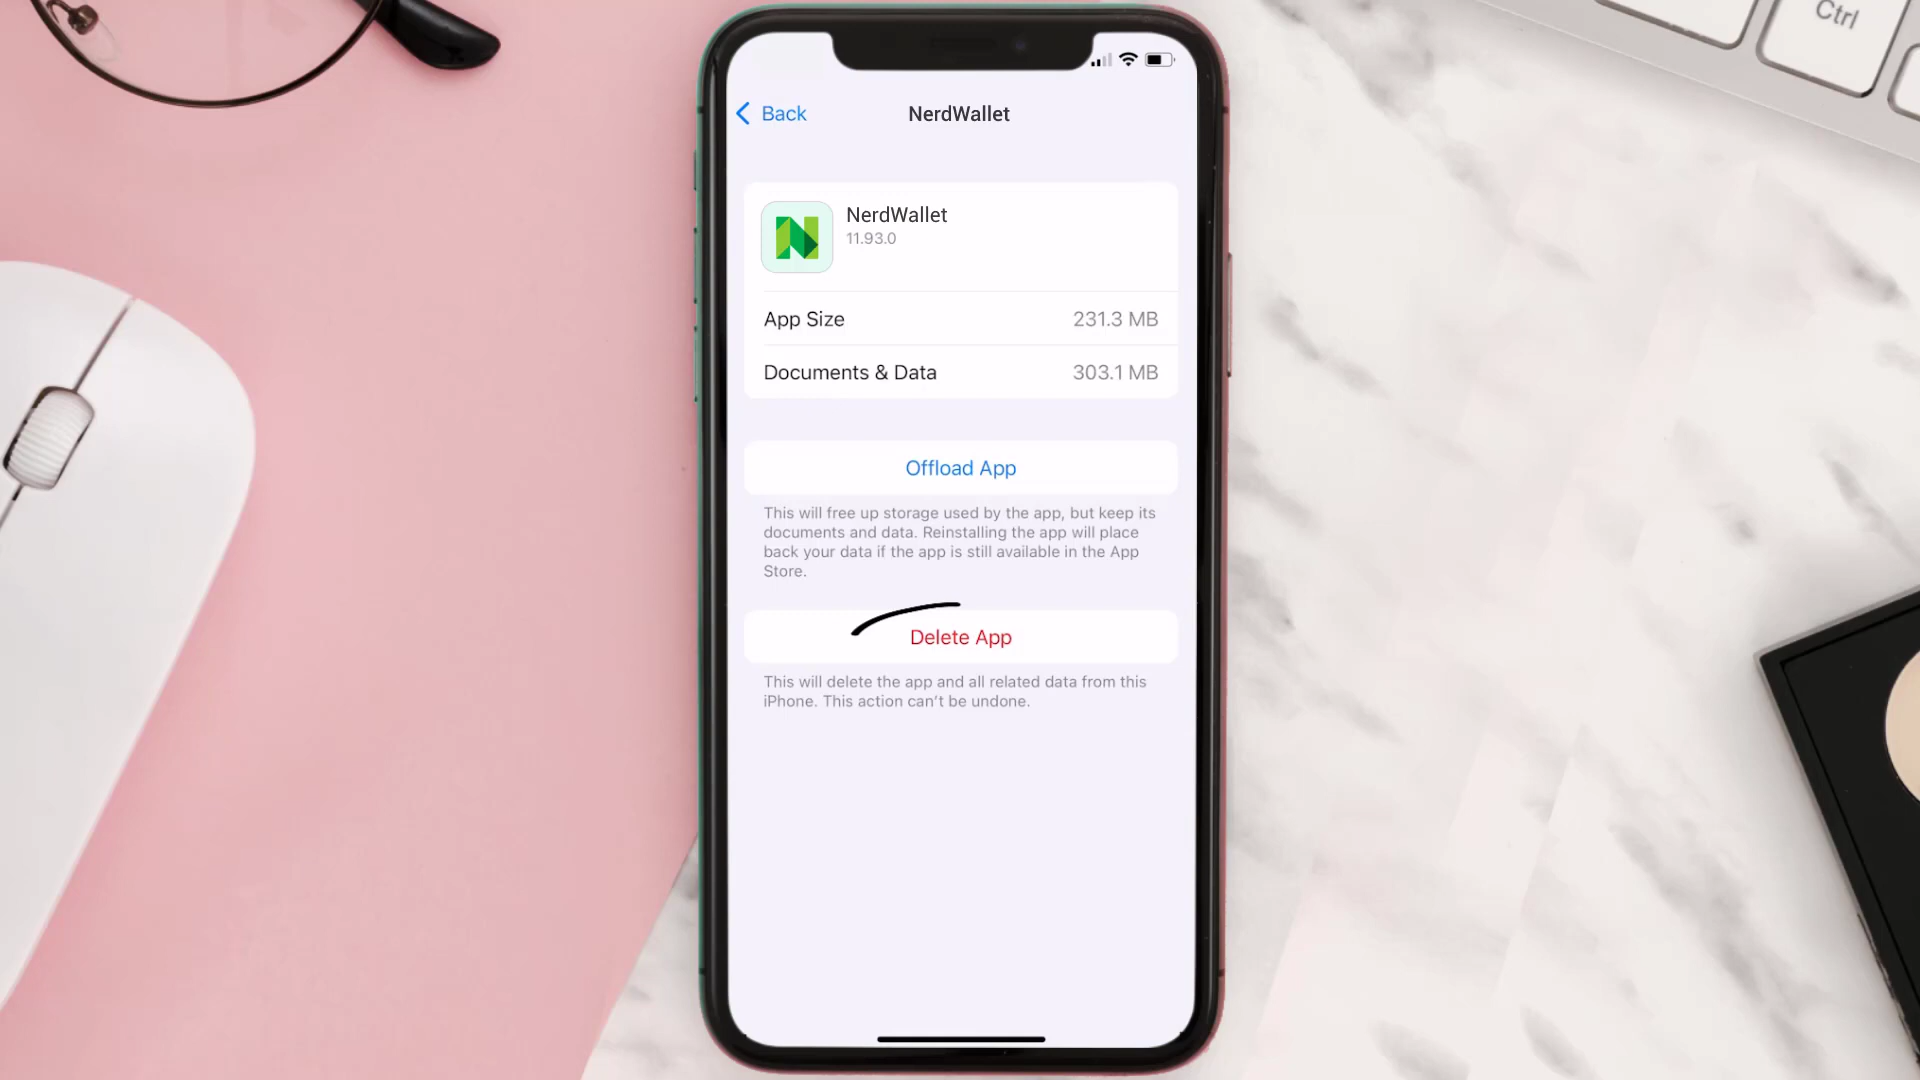 Ctrl
Back
NerdWallet
NerdWallet
11.93.0
App Size 231.3 MB
Documents & Data 303.1 MB
Offload App
This will free up storage used by the app, but keep its
documents and data. Reinstalling the app will place
back your data if the app is still available in the App
Store.
Delete App
This will delete the app and all related data from this
iPhone. This action can't be undone.